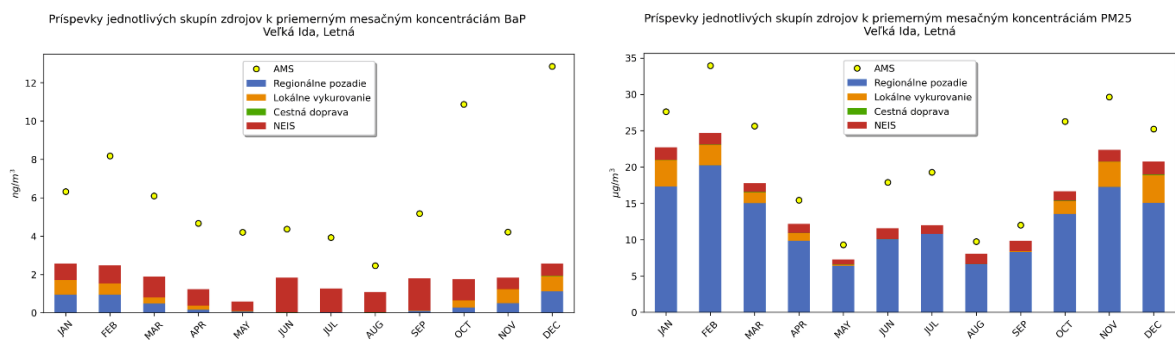 Príspevky jednotlivých skupín zdrojov k priemerným mesačným koncentráciám BaP
Veľká Ida, Letná
ng/m³
12
10
8
6
4
2
0
AMS
Regionálne pozadie
Lokálne vykurovanie
Cestná doprava
NEIS
JAN FEB MAR APR MAY JUN JUL AUG SEP OCT NOV DEC
Príspevky jednotlivých skupín zdrojov k priemerným mesačným koncentráciám PM25
Veľká Ida, Letná
µg/m³
35
30
25
20
15
10
5
0
AMS
Regionálne pozadie
Lokálne vykurovanie
Cestná doprava
NEIS
JAN FEB MAR APR MAY JUN JUL AUG SEP OCT NOV DEC